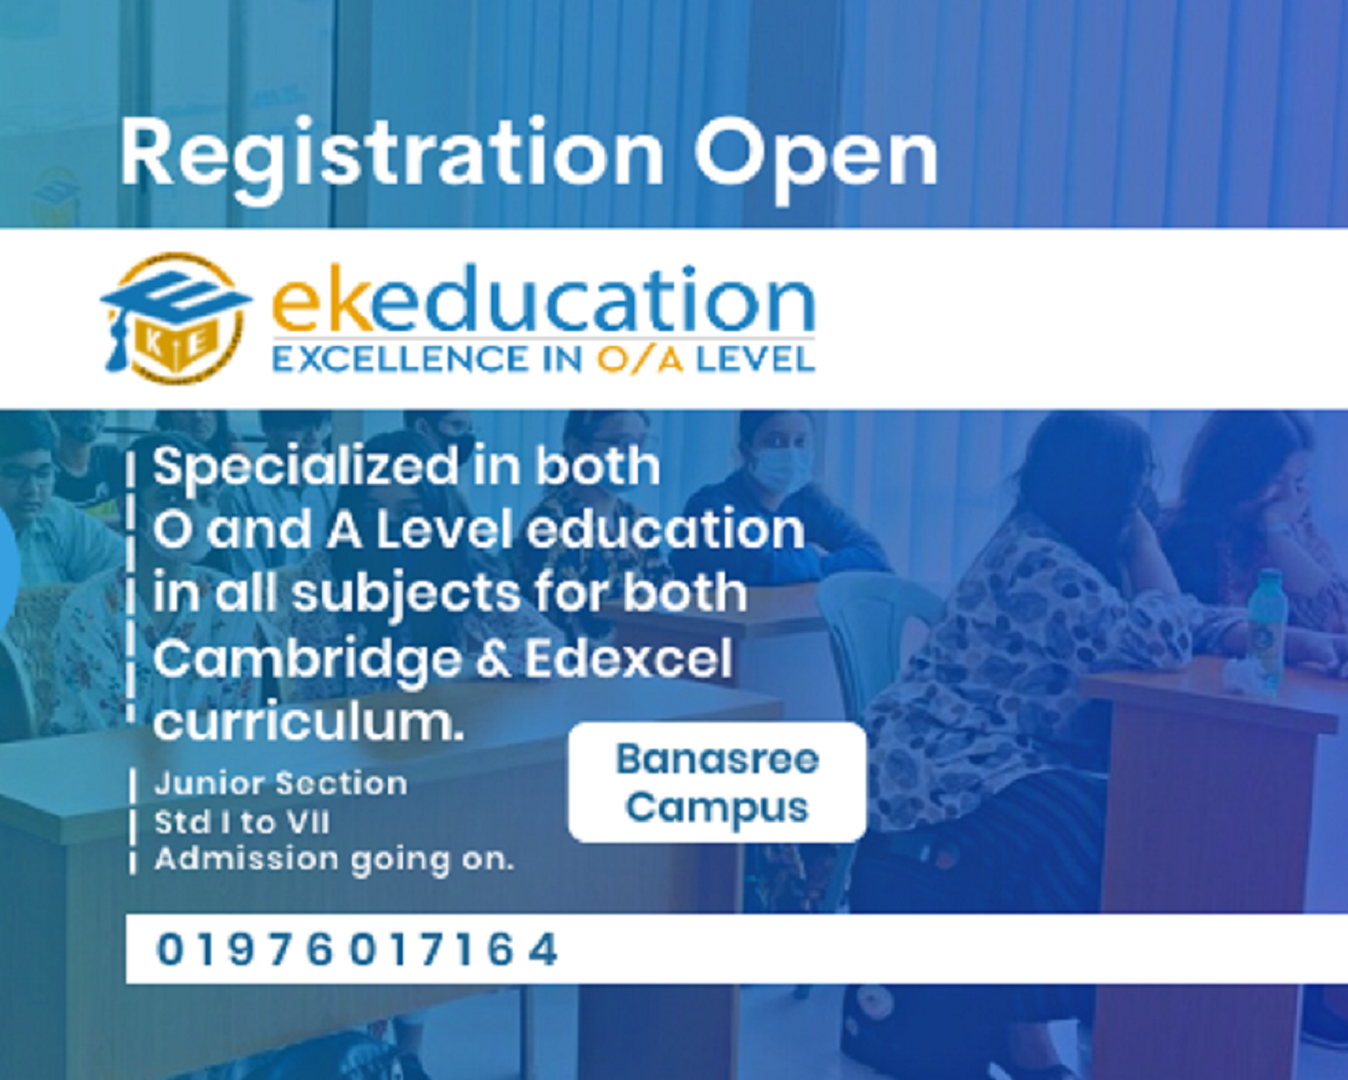 Registration Open
K E
ekeducation
EXCELLENCE IN O/A LEVEL
Specialized in both
O and A Level education
in all subjects for both
Cambridge & Edexcel
curriculum.
Banasree
Campus
Junior Section
Std I to VII
Admission going on.
01976017164